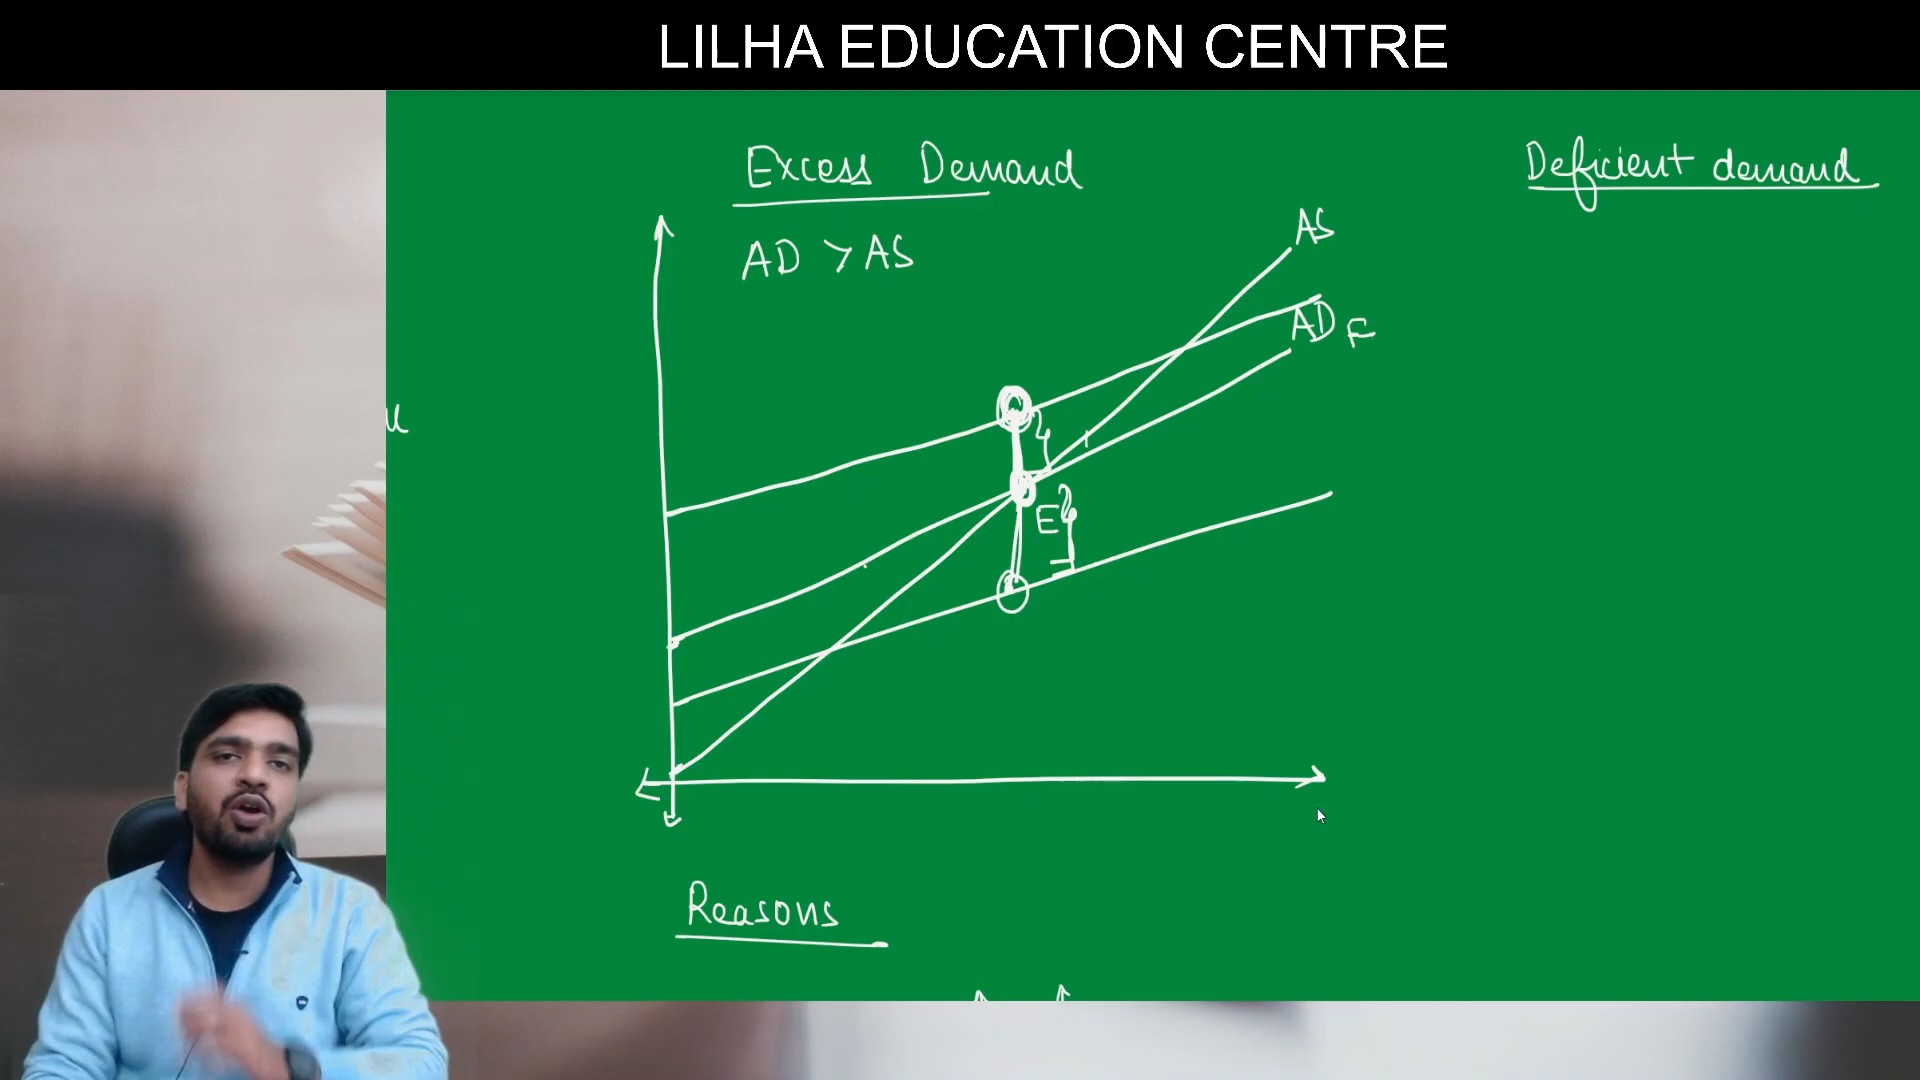 LILHA EDUCATION CENTRE
Excess Demand
Deficient demand
AD > AS
AS
AD F
E
Reasons